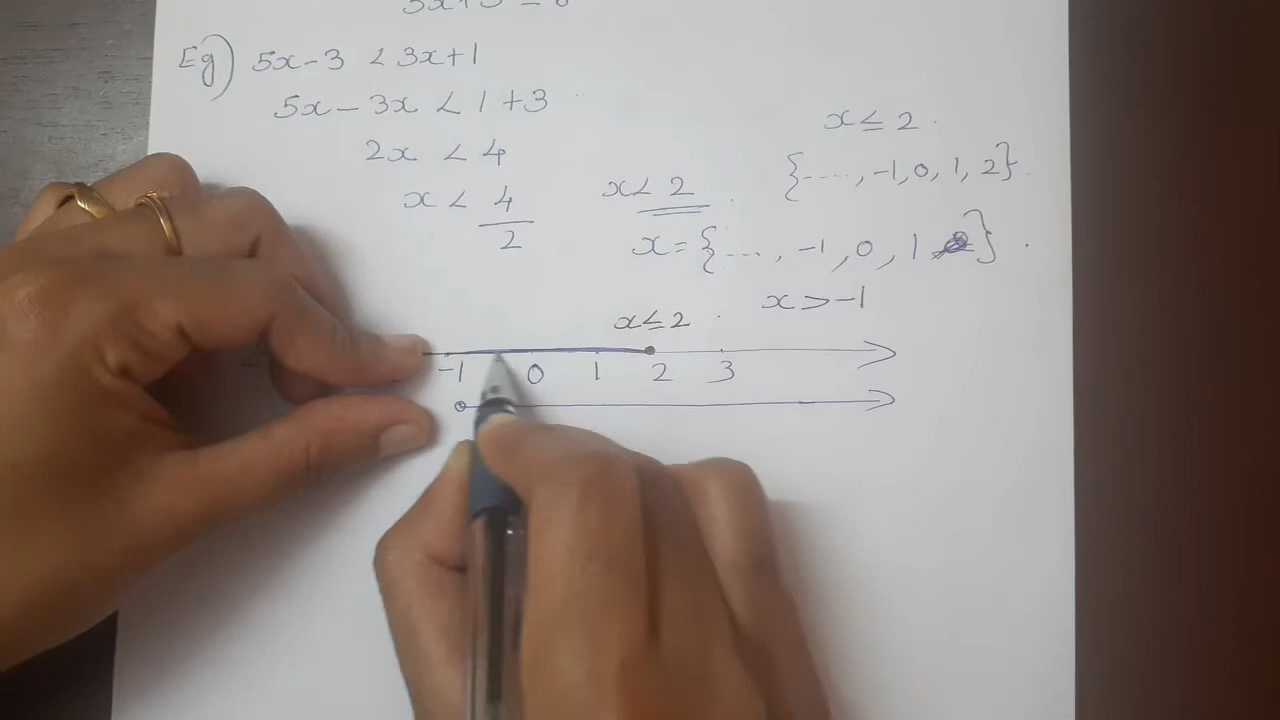 Eg) 5x-3 < 3x+1
5x-3x < 1+3
2x < 4
x < 4/2
x < 2
x ≤ 2
{----, -1, 0, 1, 2}
x = {---, -1, 0, 1 }
x > -1
x ≤ 2
-1 0 1 2 3